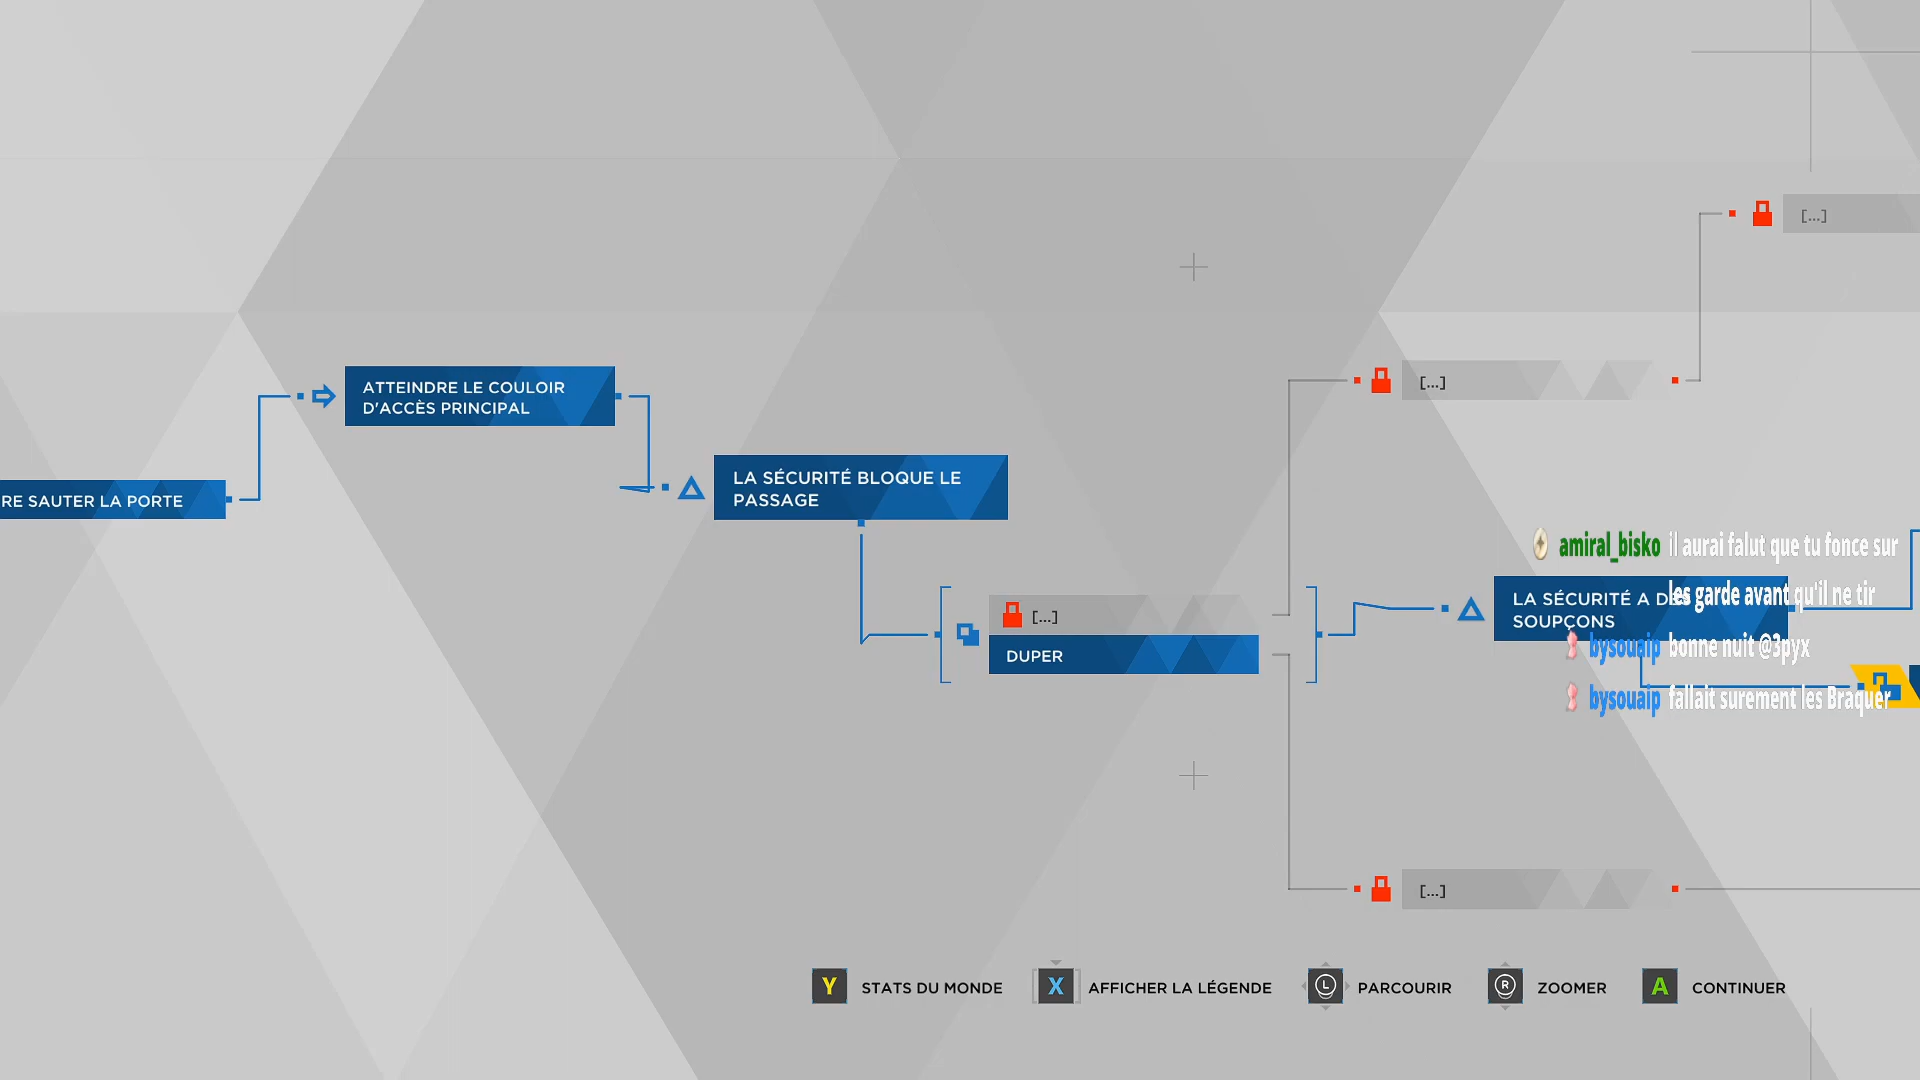 [...]
[...]
ATTEINDRE LE COULOIR
D'ACCÈS PRINCIPAL
LA SÉCURITÉ BLOQUE LE
PASSAGE
RE SAUTER LA PORTE
[...]
DUPER
LA SÉCURITÉ A DES
SOUPÇONS
amiral_bisko il aurai falut que tu fonce sur
les garde avant qu'il ne tir
bysouaip bonne nuit @3pyx
bysouaip fallait surement les Braquer
[...]
Y STATS DU MONDE
X AFFICHER LA LÉGENDE
L PARCOURIR
R ZOOMER
A CONTINUER